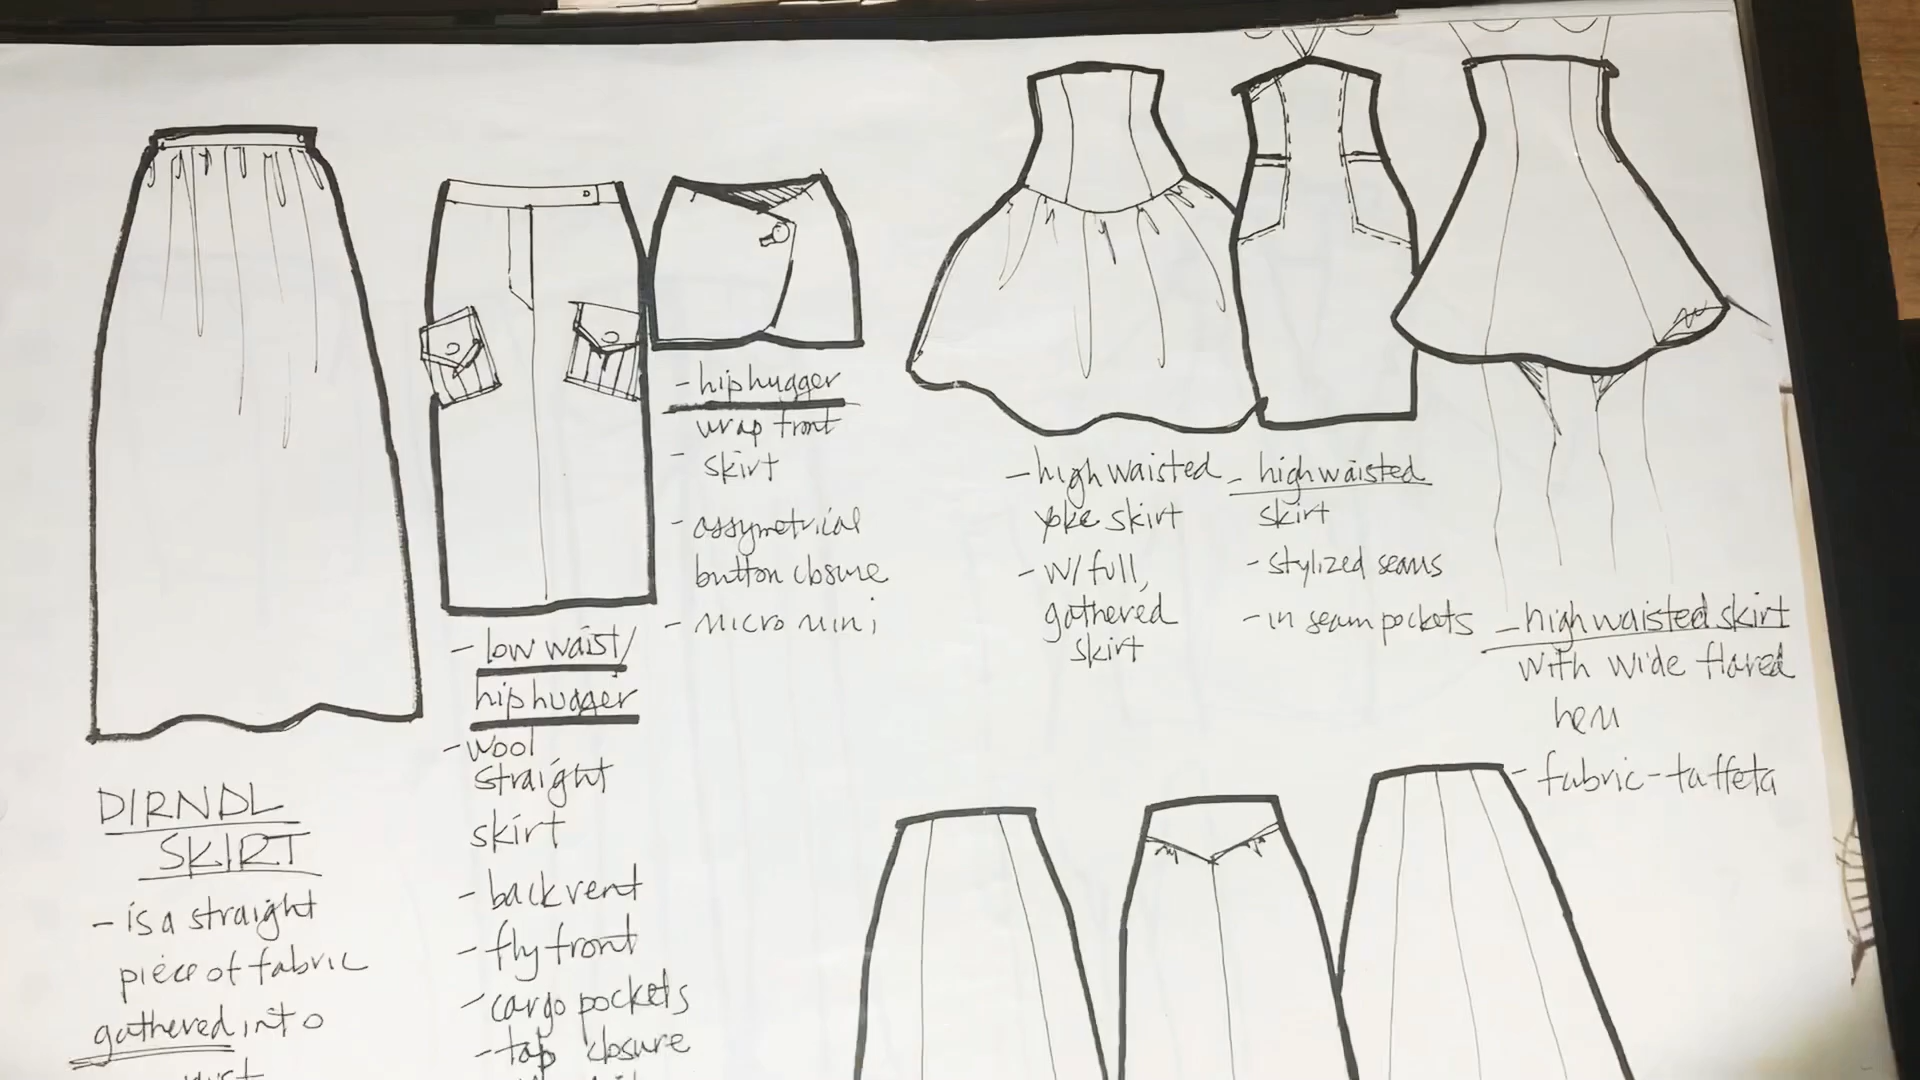 DIRNDL
SKIRT
- is a straight
piece of fabric
gathered into
- low waist/
hiphugger
- wool
straight
skirt
- back vent
- fly front
- cargo pockets
- tab closure
- hiphugger
wrap front
- skirt
- assymetrical
button closure
- micro mini
- high waisted
yoke skirt
- w/full,
gathered
skirt
- high waisted
skirt
- stylized seams
- in seam pockets
- high waisted skirt
with wide flared
hem
- fabric - taffeta